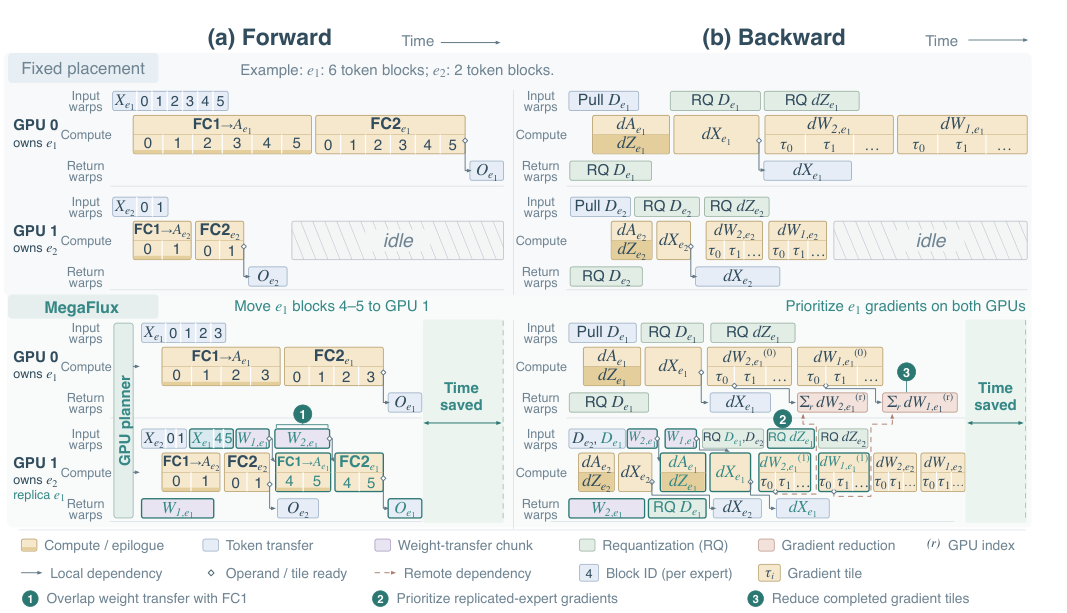 (a) Forward
Time
(b) Backward
Time
Fixed placement
Example: e₁: 6 token blocks; e₂: 2 token blocks.
GPU 0
owns e₁
Input warps
X_e₁ 0 1 2 3 4 5
Compute
FC1→A_e₁
0 1 2 3 4 5
FC2_e₁
0 1 2 3 4 5
Return warps
O_e₁
GPU 1
owns e₂
Input warps
X_e₂ 0 1
Compute
FC1→A_e₂
0 1
FC2_e₂
0 1
idle
Return warps
O_e₂
Input warps
Pull D_e₁
RQ D_e₁
RQ dZ_e₁
Compute
dA_e₁
dZ_e₁
dX_e₁
dW_2,e₁
τ₀ τ₁ …
dW_1,e₁
τ₀ τ₁ …
Return warps
RQ D_e₁
dX_e₁
Input warps
Pull D_e₂
RQ D_e₂
RQ dZ_e₂
Compute
dA_e₂
dZ_e₂
dX_e₂
dW_2,e₂
τ₀ τ₁ …
dW_1,e₂
τ₀ τ₁ …
idle
Return warps
RQ D_e₂
dX_e₂
MegaFlux
Move e₁ blocks 4–5 to GPU 1
Prioritize e₁ gradients on both GPUs
GPU planner
GPU 0
owns e₁
Input warps
X_e₁ 0 1 2 3
Compute
FC1→A_e₁
0 1 2 3
FC2_e₁
0 1 2 3
Return warps
O_e₁
Time saved
GPU 1
owns e₂
replica e₁
1
Input warps
X_e₂ 0 1
X_e₁ 4 5
W_1,e₁
W_2,e₁
Compute
FC1→A_e₂
0 1
FC2_e₂
0 1
FC1→A_e₁
4 5
FC2_e₁
4 5
Return warps
W_1,e₁
O_e₂
O_e₁
Input warps
Pull D_e₁
RQ D_e₁
RQ dZ_e₁
Compute
dA_e₁
dZ_e₁
dX_e₁
dW_2,e₁⁽⁰⁾
τ₀ τ₁ …
dW_1,e₁⁽⁰⁾
τ₀ τ₁ …
3
Return warps
RQ D_e₁
dX_e₁
Σᵣ dW_2,e₁⁽ʳ⁾
Σᵣ dW_1,e₁⁽ʳ⁾
Time saved
2
Input warps
D_e₂, D_e₁
W_2,e₁
W_1,e₁
RQ D_e₁, D_e₂
RQ dZ_e₁
RQ dZ_e₂
Compute
dA_e₂
dZ_e₂
dX_e₂
dA_e₁
dZ_e₁
dX_e₁
dW_2,e₁⁽¹⁾
τ₀ τ₁ …
dW_1,e₁⁽¹⁾
τ₀ τ₁ …
dW_2,e₂
τ₀ τ₁ …
dW_1,e₂
τ₀ τ₁ …
Return warps
W_2,e₁
RQ D_e₁
dX_e₂
dX_e₁
Compute / epilogue
Token transfer
Weight-transfer chunk
Requantization (RQ)
Gradient reduction
(r) GPU index
Local dependency
Operand / tile ready
Remote dependency
4 Block ID (per expert)
τᵢ Gradient tile
1 Overlap weight transfer with FC1
2 Prioritize replicated-expert gradients
3 Reduce completed gradient tiles